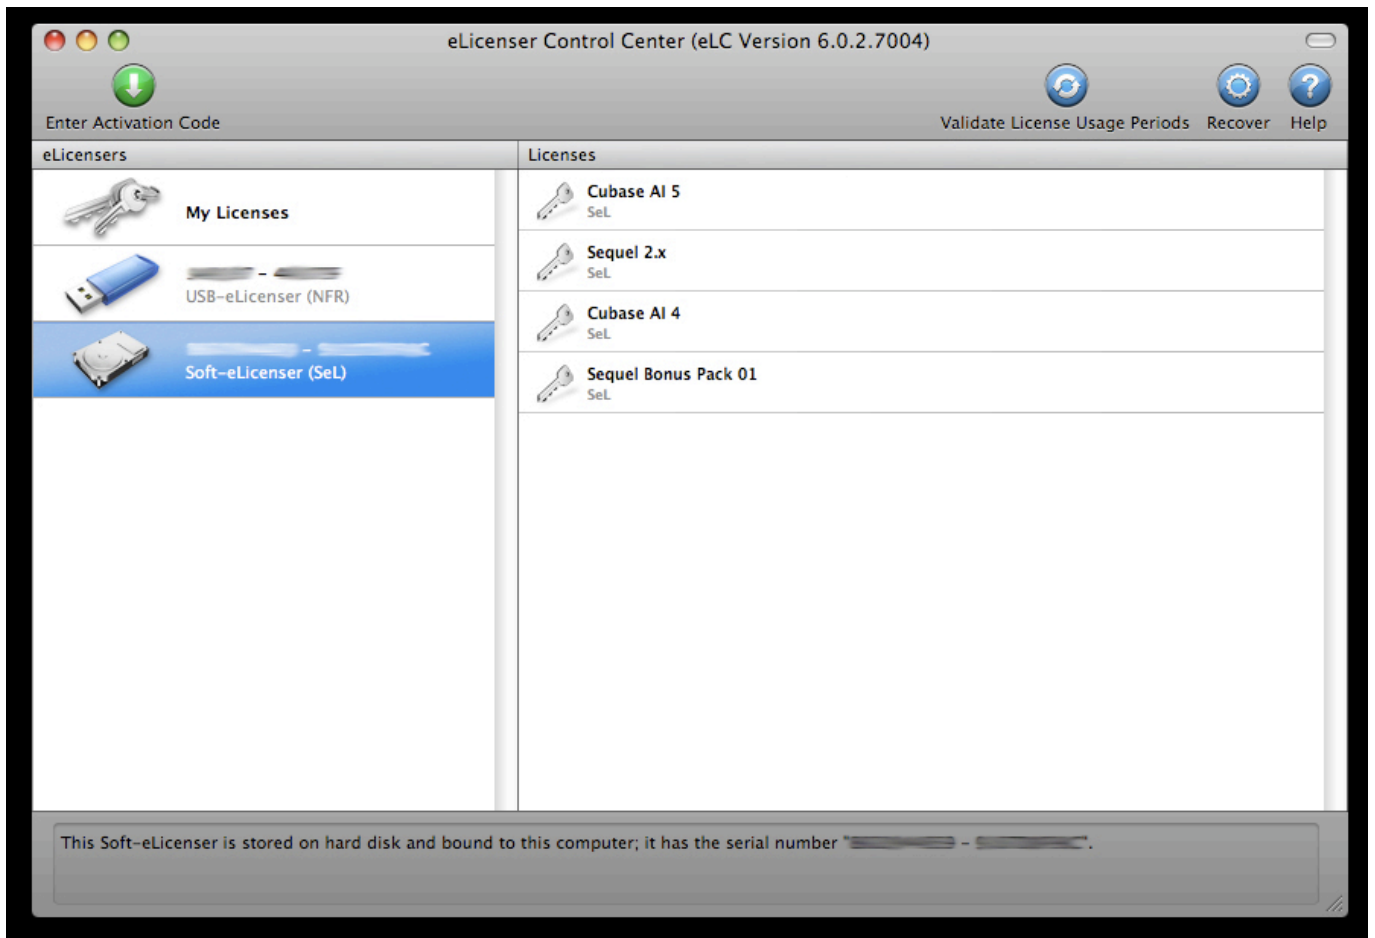 eLicenser Control Center (eLC Version 6.0.2.7004)
Enter Activation Code
Validate License Usage Periods
Recover
Help
eLicensers
Licenses
My Licenses
-
USB-eLicenser (NFR)
-
Soft-eLicenser (SeL)
Cubase AI 5
SeL
Sequel 2.x
SeL
Cubase AI 4
SeL
Sequel Bonus Pack 01
SeL
This Soft-eLicenser is stored on hard disk and bound to this computer; it has the serial number " - ".